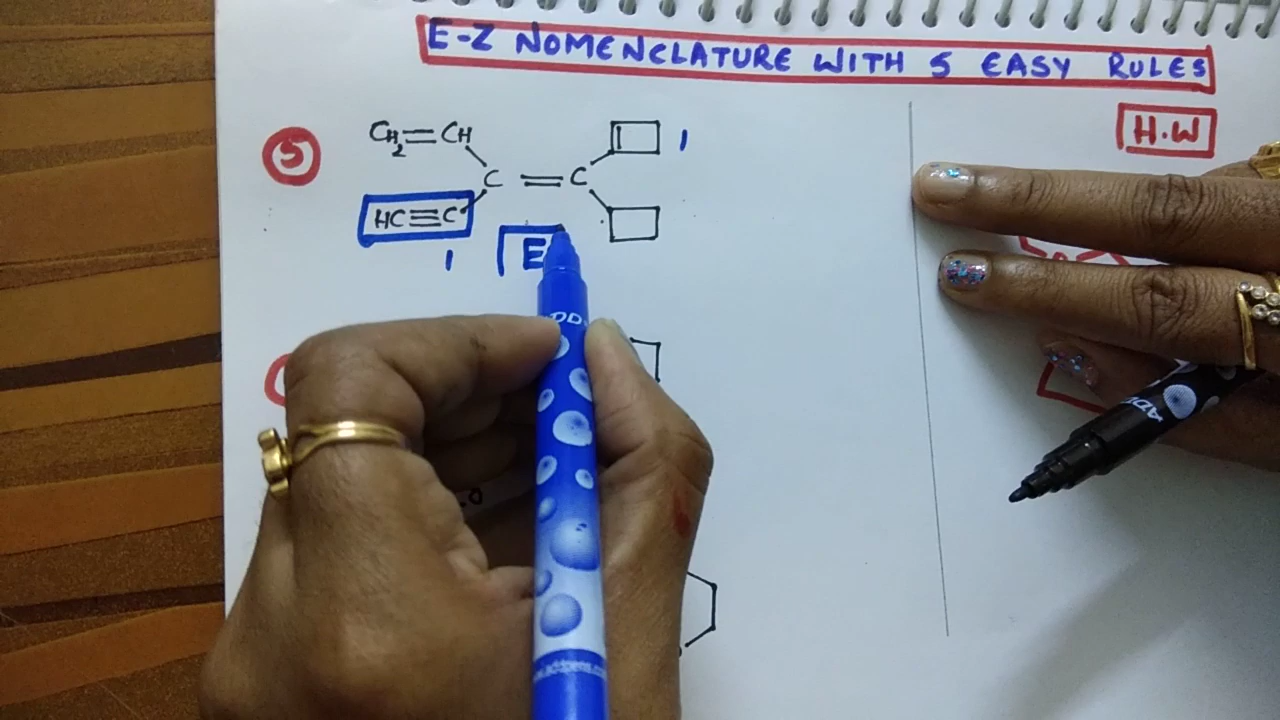 E-Z NOMENCLATURE WITH 5 EASY RULES
H.W
5
CH2=CH
C = C
1
HC≡C
1
E